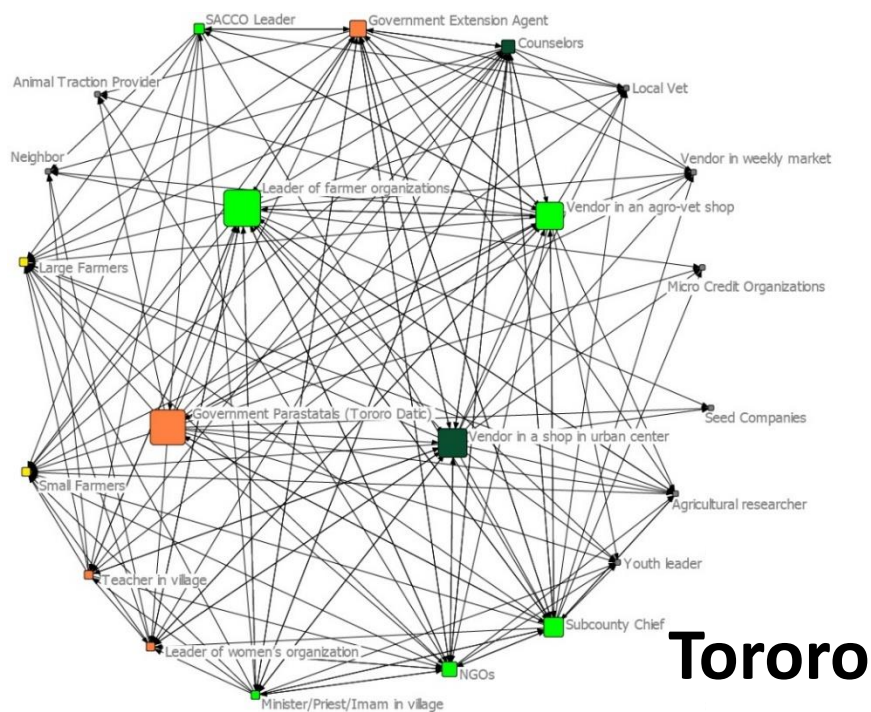 SACCO Leader
Government Extension Agent
Counselors
Animal Traction Provider
Local Vet
Neighbor
Vendor in weekly market
Leader of farmer organizations
Vendor in an agro-vet shop
Large Farmers
Micro Credit Organizations
Government Parastatals (Tororo Datic)
Seed Companies
Vendor in a shop in urban center
Small Farmers
Agricultural researcher
Youth leader
Teacher in village
Subcounty Chief
Leader of women's organization
Tororo
NGOs
Minister/Priest/Imam in village